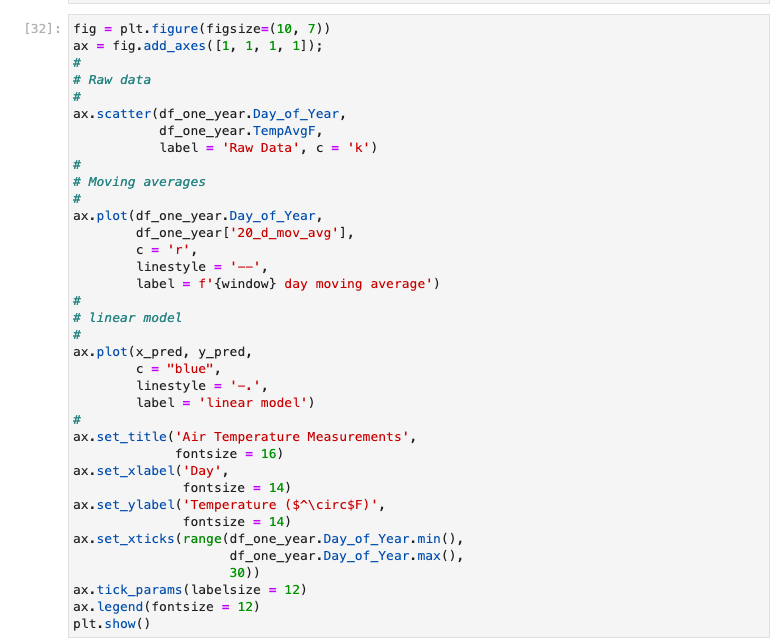 [32]: fig = plt.figure(figsize=(10, 7))
ax = fig.add_axes([1, 1, 1, 1]);
#
# Raw data
#
ax.scatter(df_one_year.Day_of_Year,
           df_one_year.TempAvgF,
           label = 'Raw Data', c = 'k')
#
# Moving averages
#
ax.plot(df_one_year.Day_of_Year,
        df_one_year['20_d_mov_avg'],
        c = 'r',
        linestyle = '--',
        label = f'{window} day moving average')
#
# linear model
#
ax.plot(x_pred, y_pred,
        c = "blue",
        linestyle = '-.',
        label = 'linear model')
#
ax.set_title('Air Temperature Measurements',
             fontsize = 16)
ax.set_xlabel('Day',
              fontsize = 14)
ax.set_ylabel('Temperature ($^\circ$F)',
              fontsize = 14)
ax.set_xticks(range(df_one_year.Day_of_Year.min(),
                    df_one_year.Day_of_Year.max(),
                    30))
ax.tick_params(labelsize = 12)
ax.legend(fontsize = 12)
plt.show()